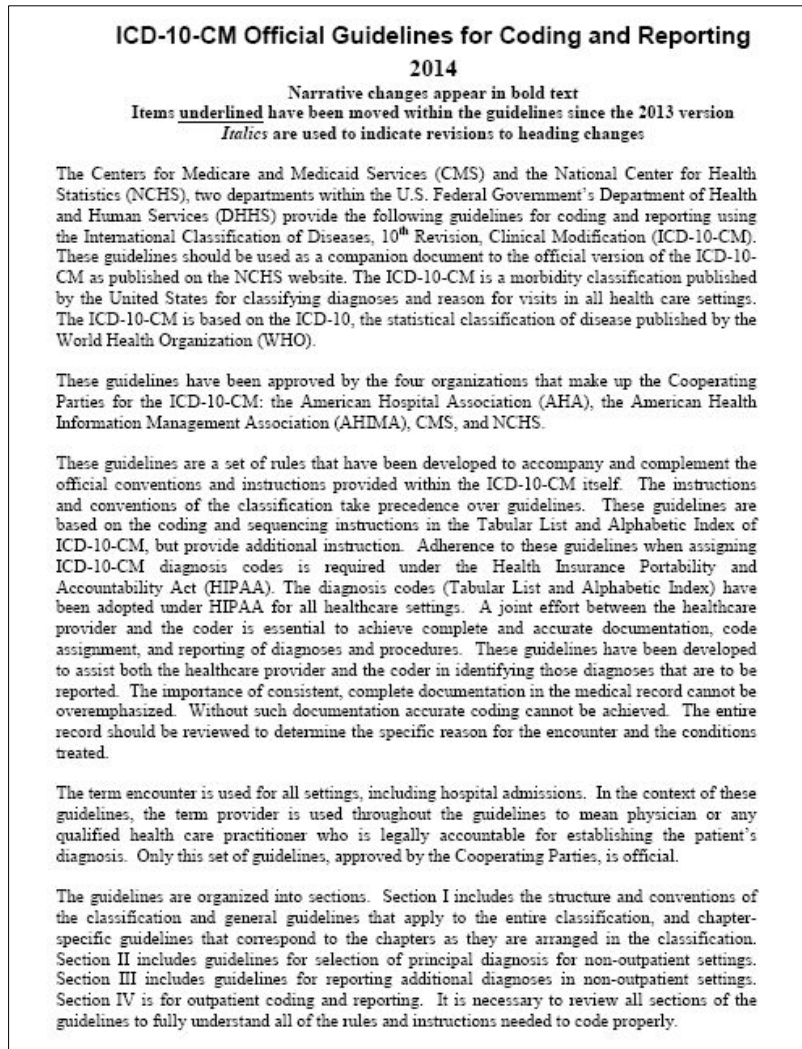 ICD-10-CM Official Guidelines for Coding and Reporting
2014
Narrative changes appear in bold text
Items underlined have been moved within the guidelines since the 2013 version
Italics are used to indicate revisions to heading changes
The Centers for Medicare and Medicaid Services (CMS) and the National Center for Health
Statistics (NCHS), two departments within the U.S. Federal Government's Department of Health
and Human Services (DHHS) provide the following guidelines for coding and reporting using
the International Classification of Diseases, 10th Revision, Clinical Modification (ICD-10-CM).
These guidelines should be used as a companion document to the official version of the ICD-10-
CM as published on the NCHS website. The ICD-10-CM is a morbidity classification published
by the United States for classifying diagnoses and reason for visits in all health care settings.
The ICD-10-CM is based on the ICD-10, the statistical classification of disease published by the
World Health Organization (WHO).
These guidelines have been approved by the four organizations that make up the Cooperating
Parties for the ICD-10-CM: the American Hospital Association (AHA), the American Health
Information Management Association (AHIMA), CMS, and NCHS.
These guidelines are a set of rules that have been developed to accompany and complement the
official conventions and instructions provided within the ICD-10-CM itself. The instructions
and conventions of the classification take precedence over guidelines. These guidelines are
based on the coding and sequencing instructions in the Tabular List and Alphabetic Index of
ICD-10-CM, but provide additional instruction. Adherence to these guidelines when assigning
ICD-10-CM diagnosis codes is required under the Health Insurance Portability and
Accountability Act (HIPAA). The diagnosis codes (Tabular List and Alphabetic Index) have
been adopted under HIPAA for all healthcare settings. A joint effort between the healthcare
provider and the coder is essential to achieve complete and accurate documentation, code
assignment, and reporting of diagnoses and procedures. These guidelines have been developed
to assist both the healthcare provider and the coder in identifying those diagnoses that are to be
reported. The importance of consistent, complete documentation in the medical record cannot be
overemphasized. Without such documentation accurate coding cannot be achieved. The entire
record should be reviewed to determine the specific reason for the encounter and the conditions
treated.
The term encounter is used for all settings, including hospital admissions. In the context of these
guidelines, the term provider is used throughout the guidelines to mean physician or any
qualified health care practitioner who is legally accountable for establishing the patient's
diagnosis. Only this set of guidelines, approved by the Cooperating Parties, is official.
The guidelines are organized into sections. Section I includes the structure and conventions of
the classification and general guidelines that apply to the entire classification, and chapter-
specific guidelines that correspond to the chapters as they are arranged in the classification.
Section II includes guidelines for selection of principal diagnosis for non-outpatient settings.
Section III includes guidelines for reporting additional diagnoses in non-outpatient settings.
Section IV is for outpatient coding and reporting. It is necessary to review all sections of the
guidelines to fully understand all of the rules and instructions needed to code properly.